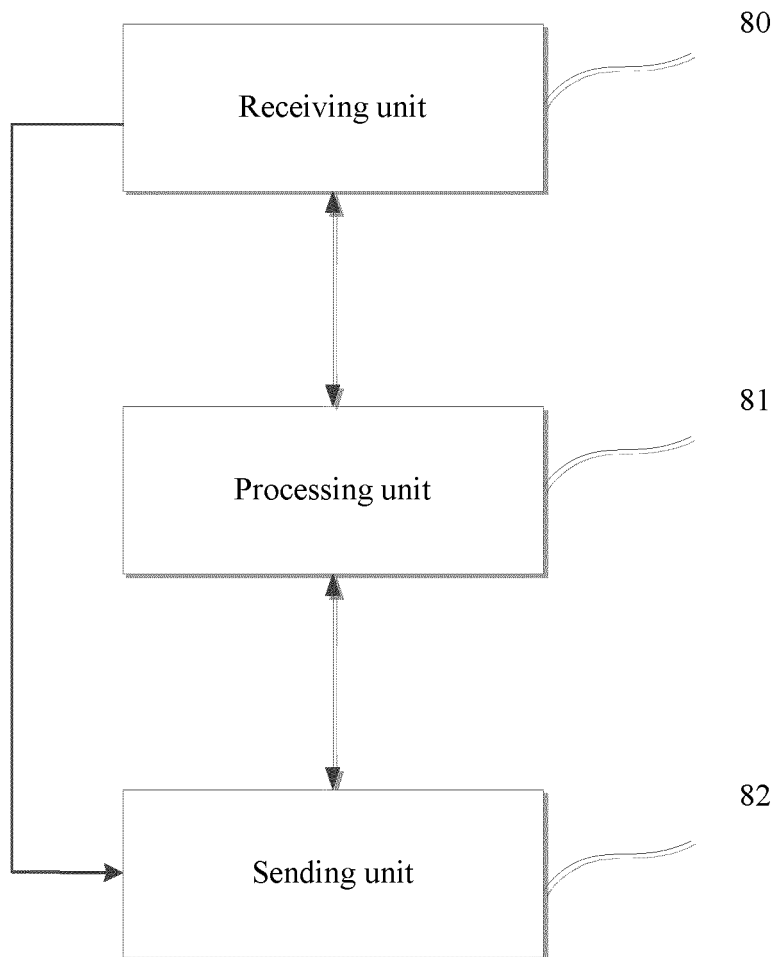 80
Receiving unit
81
Processing unit
82
Sending unit